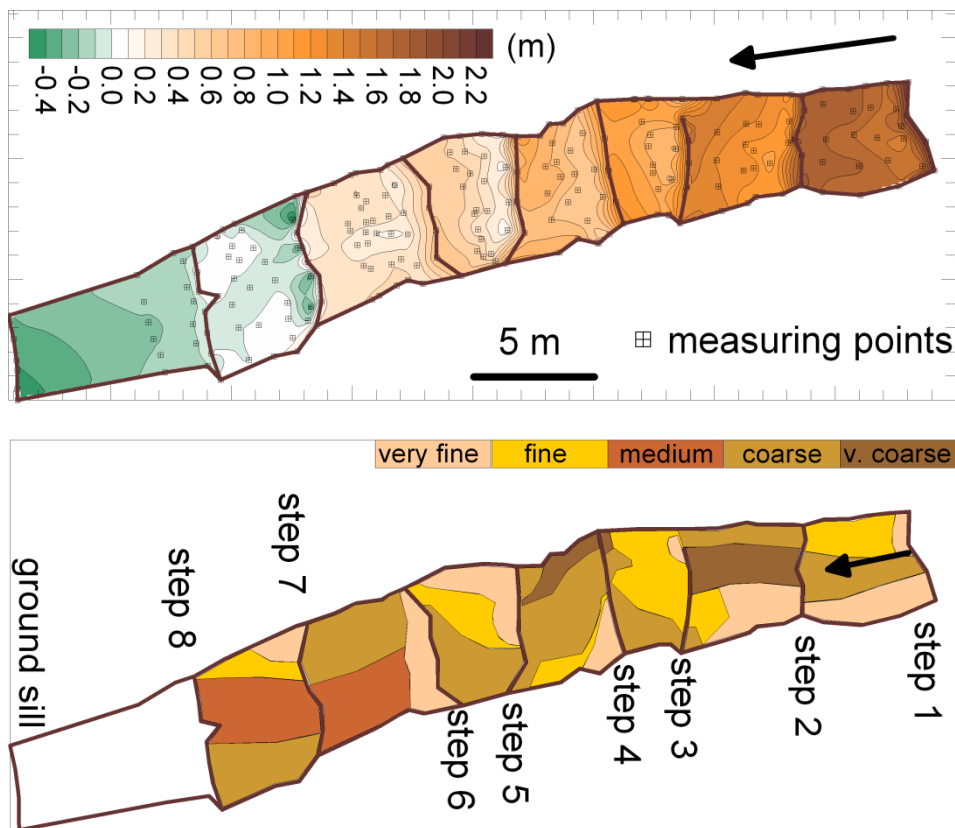 (m)
-0.4
-0.2
0.0
0.2
0.4
0.6
0.8
1.0
1.2
1.4
1.6
1.8
2.0
2.2
5 m
measuring points
very fine
fine
medium
coarse
v. coarse
ground sill
step 8
step 7
step 6
step 5
step 4
step 3
step 2
step 1